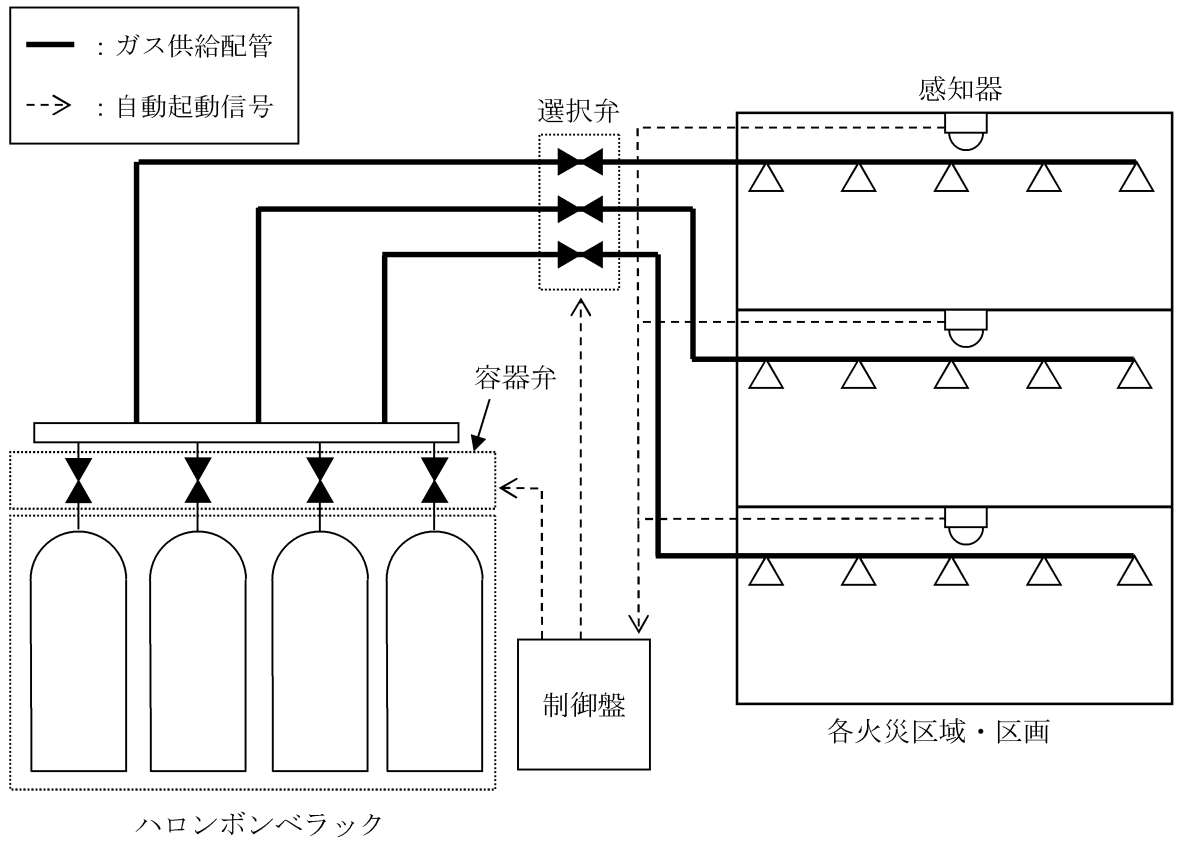 ：ガス供給配管
：自動起動信号
感知器
選択弁
容器弁
制御盤
各火災区域・区画
ハロンボンベラック